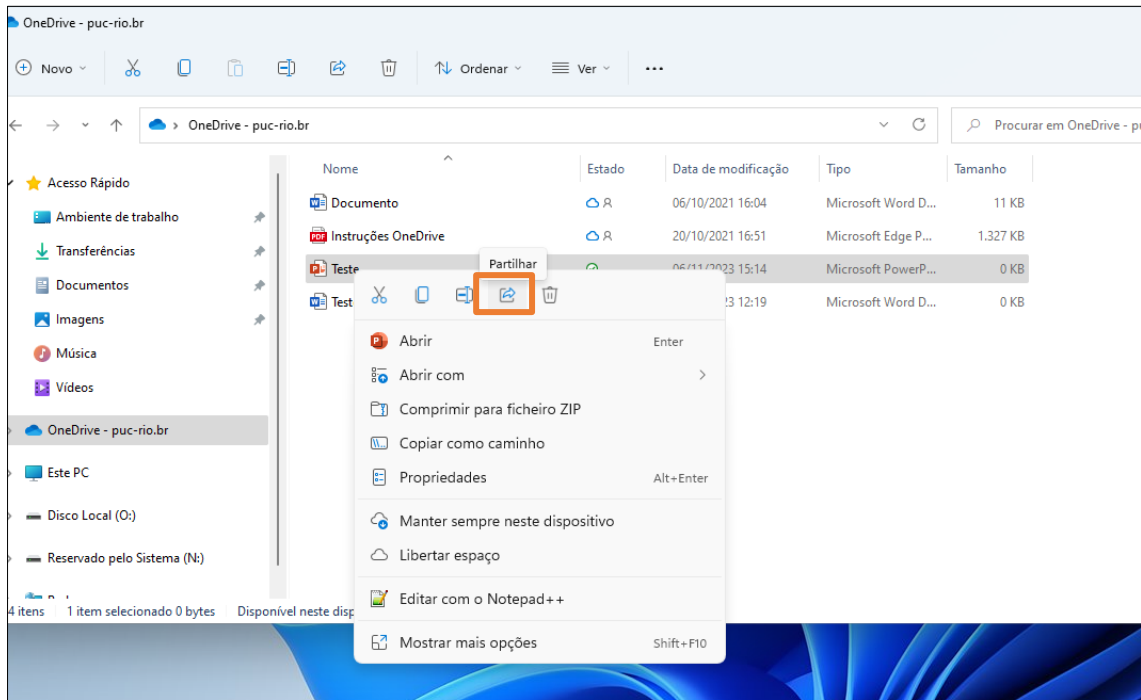 OneDrive - puc-rio.br
Novo
Ordenar
Ver
OneDrive - puc-rio.br
Procurar em OneDrive -
Acesso Rápido
Ambiente de trabalho
Transferências
Documentos
Imagens
Música
Vídeos
OneDrive - puc-rio.br
Este PC
Disco Local (O:)
Reservado pelo Sistema (N:)
Nome Estado Data de modificação Tipo Tamanho
Documento 06/10/2021 16:04 Microsoft Word D... 11 KB
PDF Instruções OneDrive 20/10/2021 16:51 Microsoft Edge P... 1.327 KB
Teste 06/11/2023 15:14 Microsoft PowerP... 0 KB
Test 23 12:19 Microsoft Word D... 0 KB
Partilhar
Abrir Enter
Abrir com
Comprimir para ficheiro ZIP
Copiar como caminho
Propriedades Alt+Enter
Manter sempre neste dispositivo
Libertar espaço
Editar com o Notepad++
Mostrar mais opções Shift+F10
4 itens 1 item selecionado 0 bytes Disponível neste disp